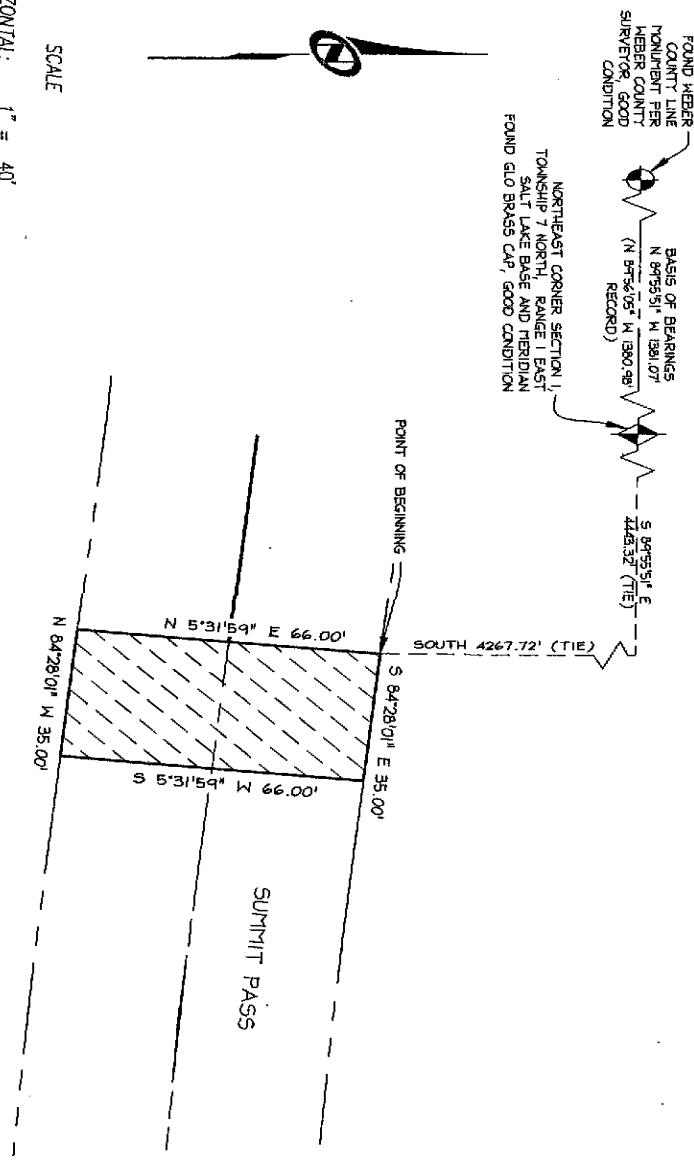 FOUND WEBER
COUNTY LINE
MONUMENT PER
WEBER COUNTY
SURVEYOR, GOOD
CONDITION
BASIS OF BEARINGS
N 89°55'51" W 1381.07'
(N 89°56'05" W 1380.98'
RECORD)
S 89°55'51" E
4443.32' (TIE)
NORTHEAST CORNER SECTION 1,
TOWNSHIP 7 NORTH, RANGE 1 EAST
SALT LAKE BASE AND MERIDIAN
FOUND GLO BRASS CAP, GOOD CONDITION
SOUTH 4267.72' (TIE)
POINT OF BEGINNING
S 84°28'01" E 35.00'
N 5°31'59" E 66.00'
S 5°31'59" W 66.00'
N 84°28'01" W 35.00'
SUMMIT PASS
N
SCALE
ZONTAL: 1" = 40'